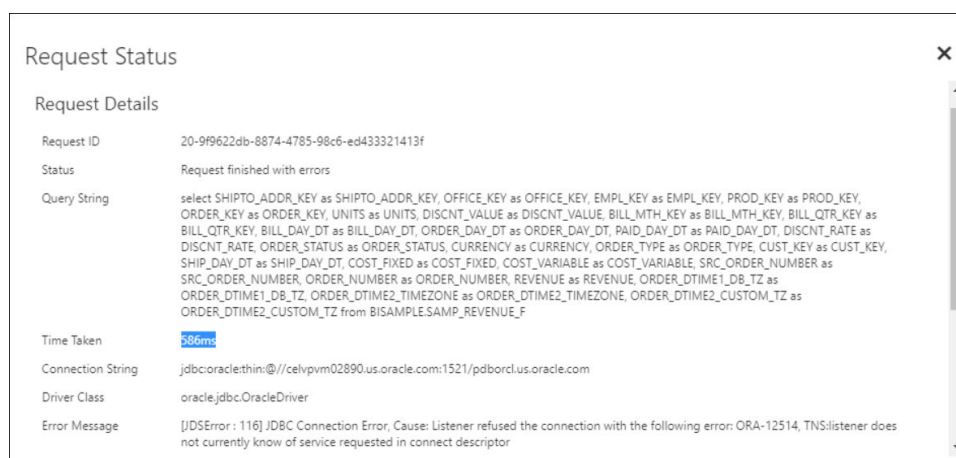 Request Status
Request Details
Request ID 20-9f9622db-8874-4785-98c6-ed433321413f
Status Request finished with errors
Query String select SHIPTO_ADDR_KEY as SHIPTO_ADDR_KEY, OFFICE_KEY as OFFICE_KEY, EMPL_KEY as EMPL_KEY, PROD_KEY as PROD_KEY,
ORDER_KEY as ORDER_KEY, UNITS as UNITS, DISCNT_VALUE as DISCNT_VALUE, BILL_MTH_KEY as BILL_MTH_KEY, BILL_QTR_KEY as
BILL_QTR_KEY, BILL_DAY_DT as BILL_DAY_DT, ORDER_DAY_DT as ORDER_DAY_DT, PAID_DAY_DT as PAID_DAY_DT, DISCNT_RATE as
DISCNT_RATE, ORDER_STATUS as ORDER_STATUS, CURRENCY as CURRENCY, ORDER_TYPE as ORDER_TYPE, CUST_KEY as CUST_KEY,
SHIP_DAY_DT as SHIP_DAY_DT, COST_FIXED as COST_FIXED, COST_VARIABLE as COST_VARIABLE, SRC_ORDER_NUMBER as
SRC_ORDER_NUMBER, ORDER_NUMBER as ORDER_NUMBER, REVENUE as REVENUE, ORDER_DTIME1_DB_TZ as
ORDER_DTIME1_DB_TZ, ORDER_DTIME2_TIMEZONE as ORDER_DTIME2_TIMEZONE, ORDER_DTIME2_CUSTOM_TZ as
ORDER_DTIME2_CUSTOM_TZ from BISAMPLE.SAMP_REVENUE_F
Time Taken 586ms
Connection String jdbc:oracle:thin:@//celvpvm02890.us.oracle.com:1521/pdborcl.us.oracle.com
Driver Class oracle.jdbc.OracleDriver
Error Message [JDSError : 116] JDBC Connection Error, Cause: Listener refused the connection with the following error: ORA-12514, TNS:listener does
not currently know of service requested in connect descriptor